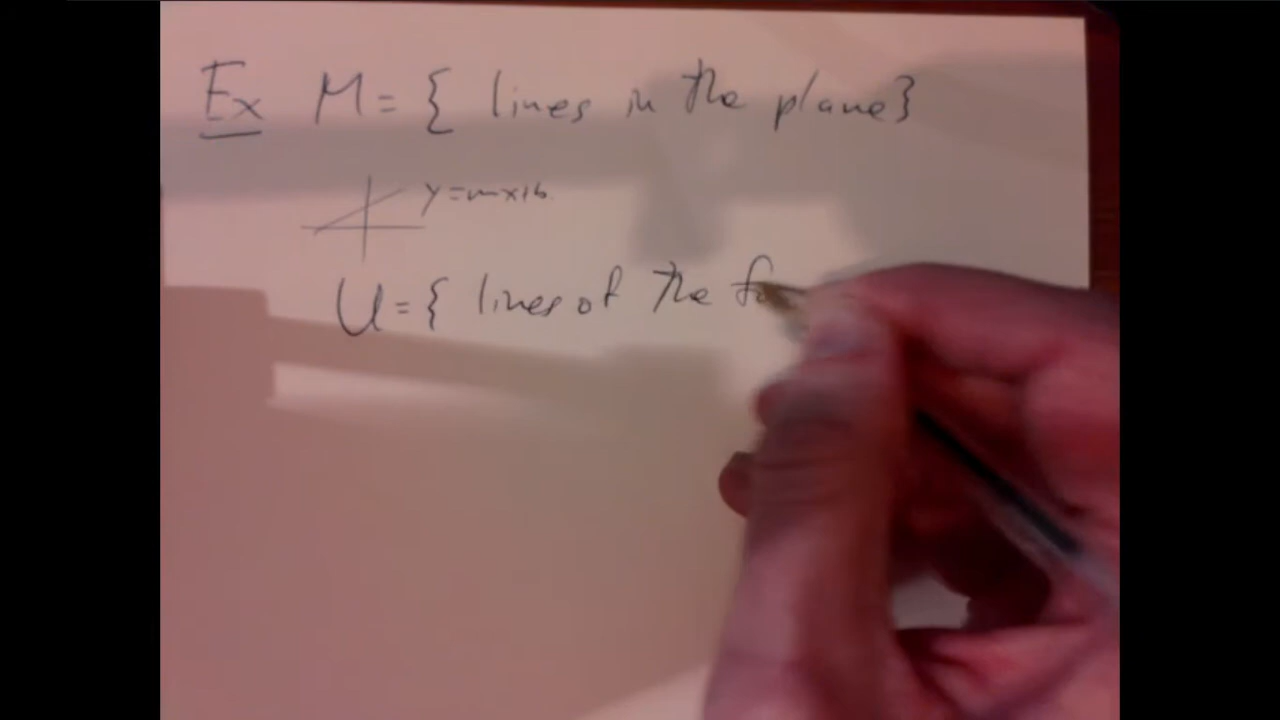 Ex M = { lines in the plane}
y=mx+b.
U = { lines of the